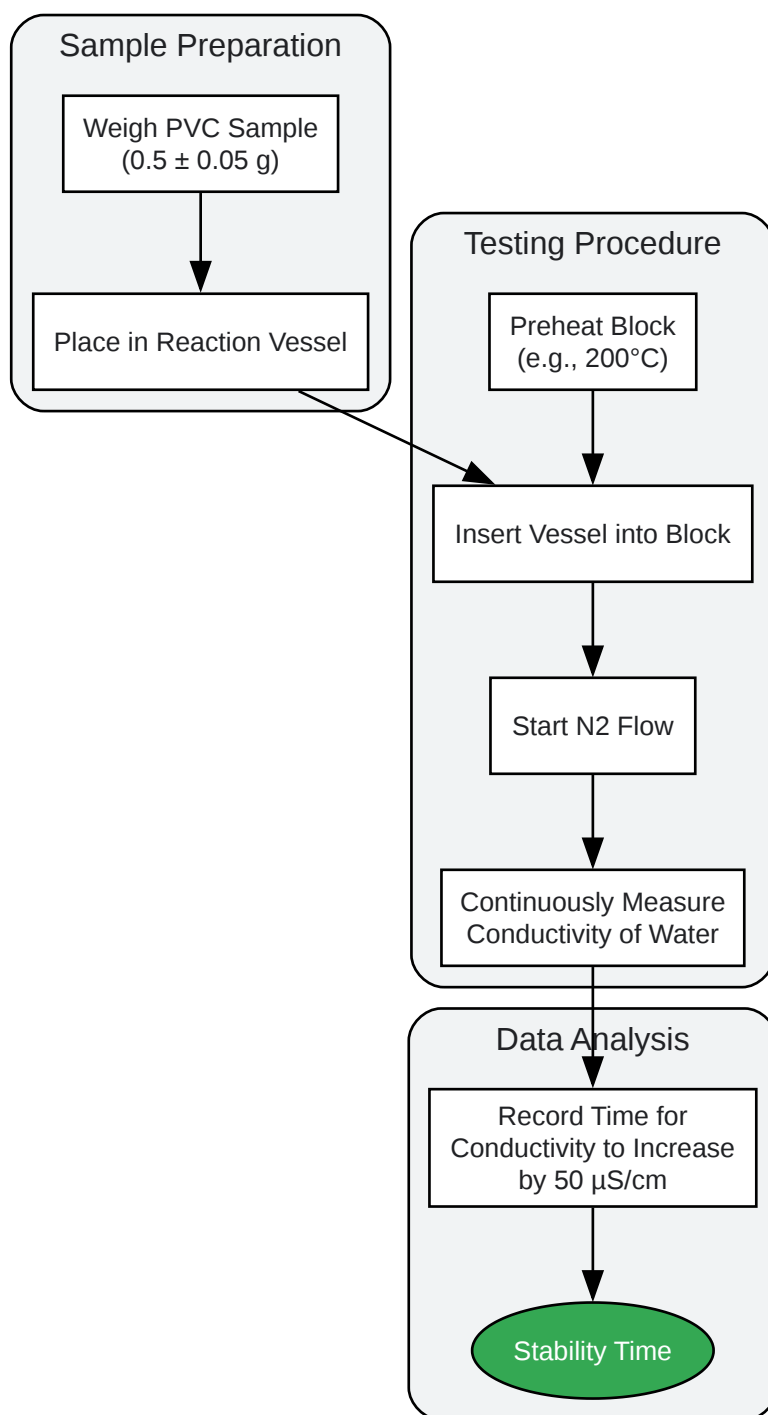 Sample Preparation
Weigh PVC Sample
(0.5 ± 0.05 g)
Place in Reaction Vessel
Testing Procedure
Preheat Block
(e.g., 200°C)
Insert Vessel into Block
Start N2 Flow
Continuously Measure
Conductivity of Water
Data Analysis
Record Time for
Conductivity to Increase
by 50 µS/cm
Stability Time